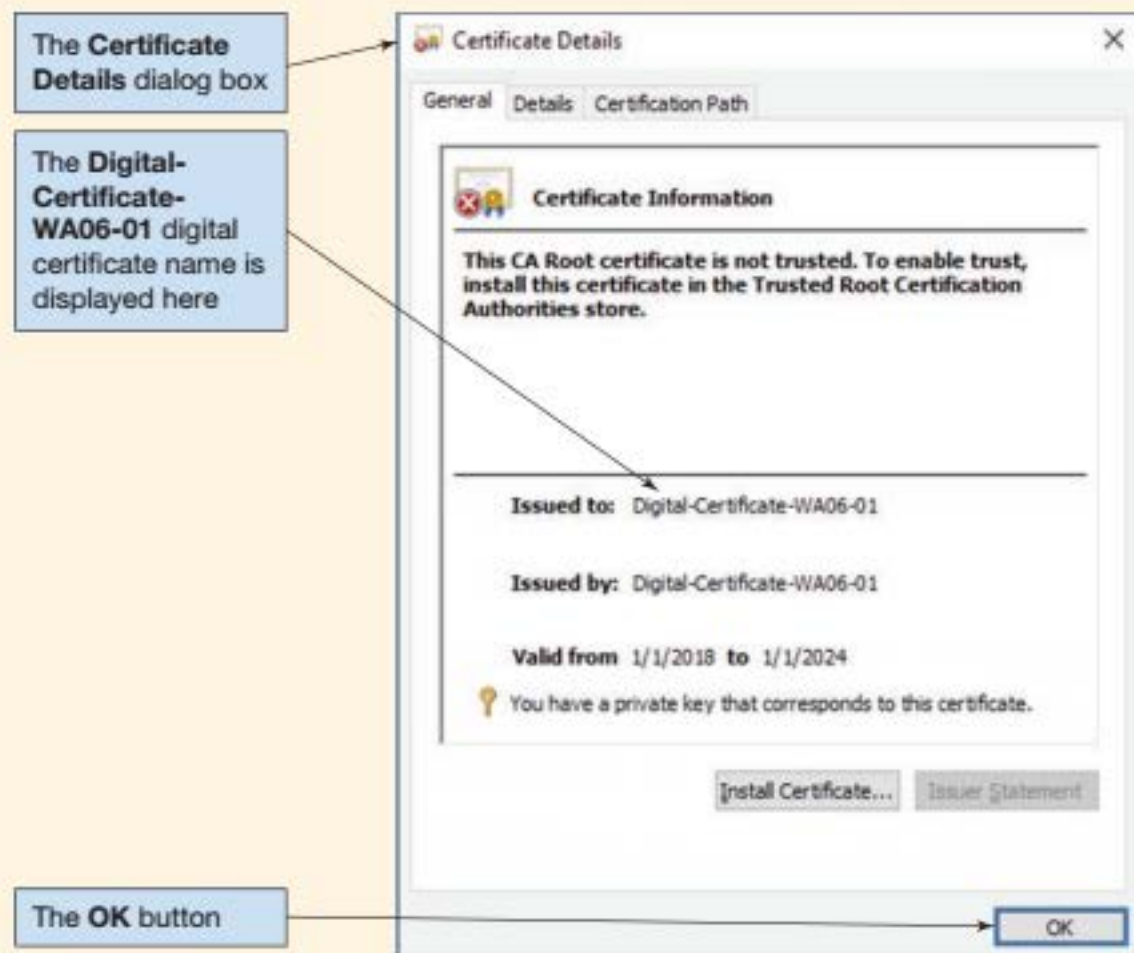 The Certificate
Details dialog box
The Digital-
Certificate-
WA06-01 digital
certificate name is
displayed here
The OK button
Certificate Details
General Details Certification Path
Certificate Information
This CA Root certificate is not trusted. To enable trust,
install this certificate in the Trusted Root Certification
Authorities store.
Issued to: Digital-Certificate-WA06-01
Issued by: Digital-Certificate-WA06-01
Valid from 1/1/2018 to 1/1/2024
You have a private key that corresponds to this certificate.
Install Certificate... Issuer Statement
OK